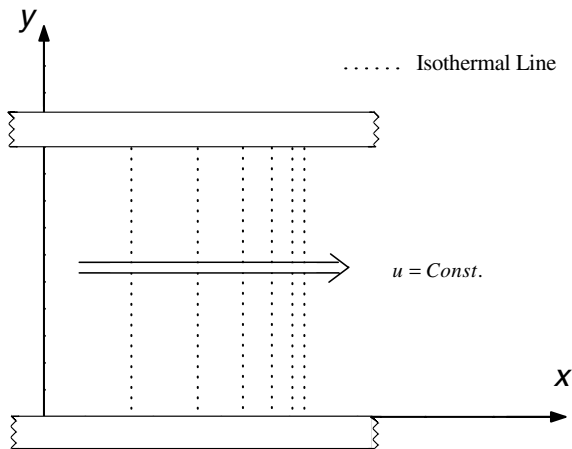 y
...... Isothermal Line
u = Const.
x